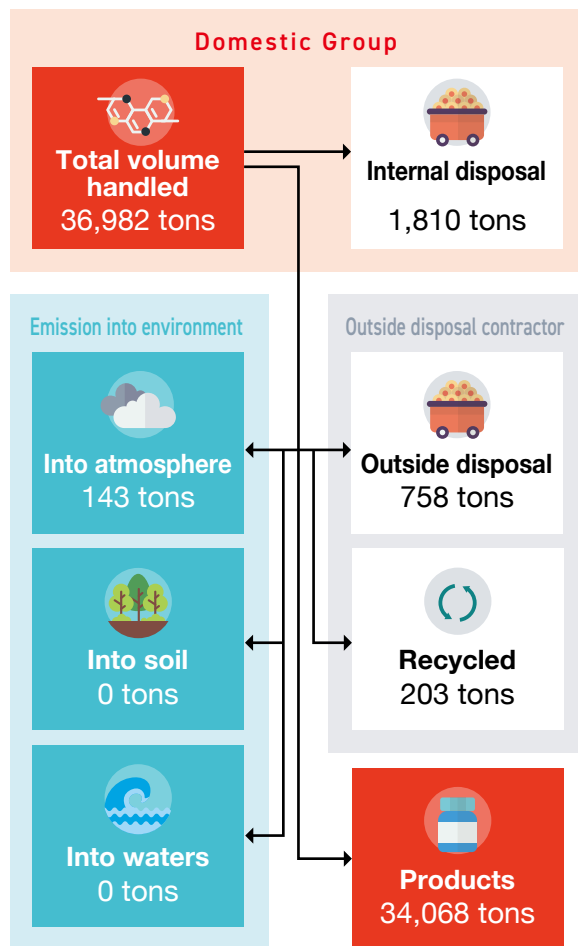 Domestic Group
Total volume
handled
36,982 tons
Internal disposal
1,810 tons
Emission into environment
Into atmosphere
143 tons
Into soil
0 tons
Into waters
0 tons
Outside disposal contractor
Outside disposal
758 tons
Recycled
203 tons
Products
34,068 tons